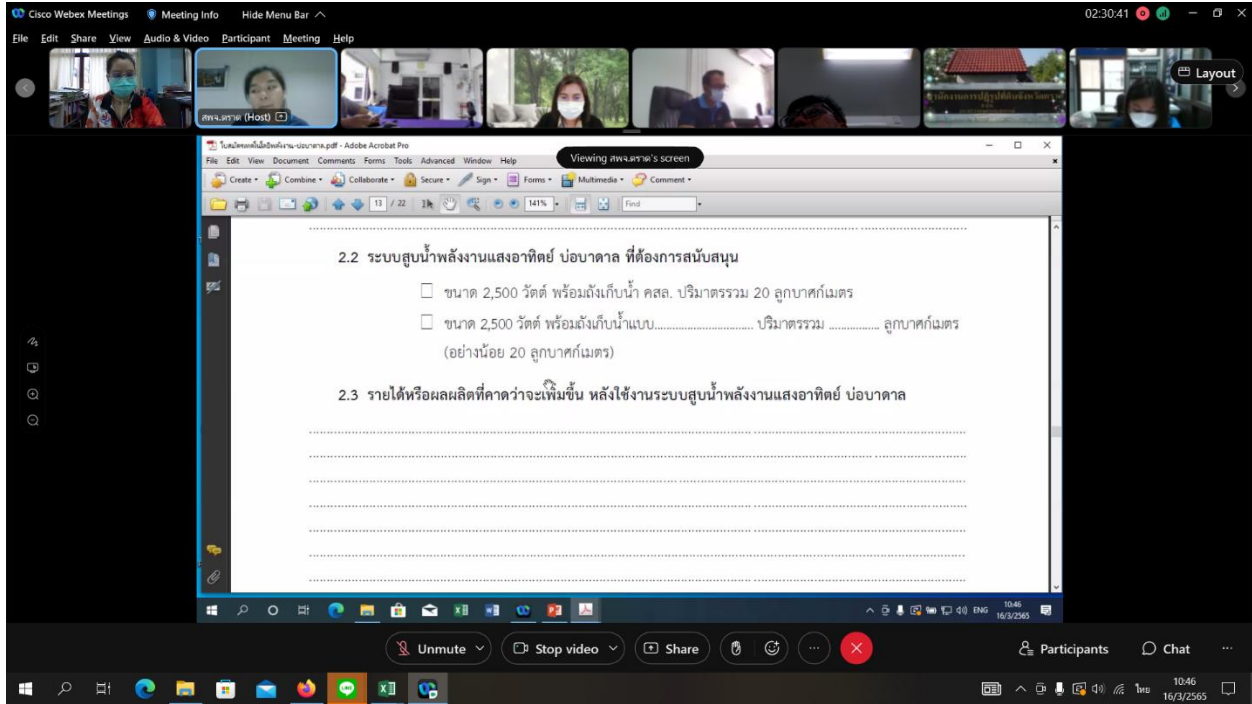 Cisco Webex Meetings Meeting Info Hide Menu Bar 02:30:41
File Edit Share View Audio & Video Participant Meeting Help
Layout
สพจ.ตราด (Host)
Adobe Acrobat Pro
Viewing สพจ.ตราด's screen
File Edit View Document Comments Forms Tools Advanced Window Help
Create Combine Collaborate Secure Sign Forms Multimedia Comment
13 / 22 141% Find
2.2 ระบบสูบน้ำพลังงานแสงอาทิตย์ บ่อบาดาล ที่ต้องการสนับสนุน
ขนาด 2,500 วัตต์ พร้อมถังเก็บน้ำ คสล. ปริมาตรรวม 20 ลูกบาศก์เมตร
ขนาด 2,500 วัตต์ พร้อมถังเก็บน้ำแบบ................................ ปริมาตรรวม ................ ลูกบาศก์เมตร
(อย่างน้อย 20 ลูกบาศก์เมตร)
2.3 รายได้หรือผลผลิตที่คาดว่าจะเพิ่มขึ้น หลังใช้งานระบบสูบน้ำพลังงานแสงอาทิตย์ บ่อบาดาล
ENG 10:46
16/3/2565
Unmute Stop video Share Participants Chat
LINE ไทย 10:46
16/3/2565